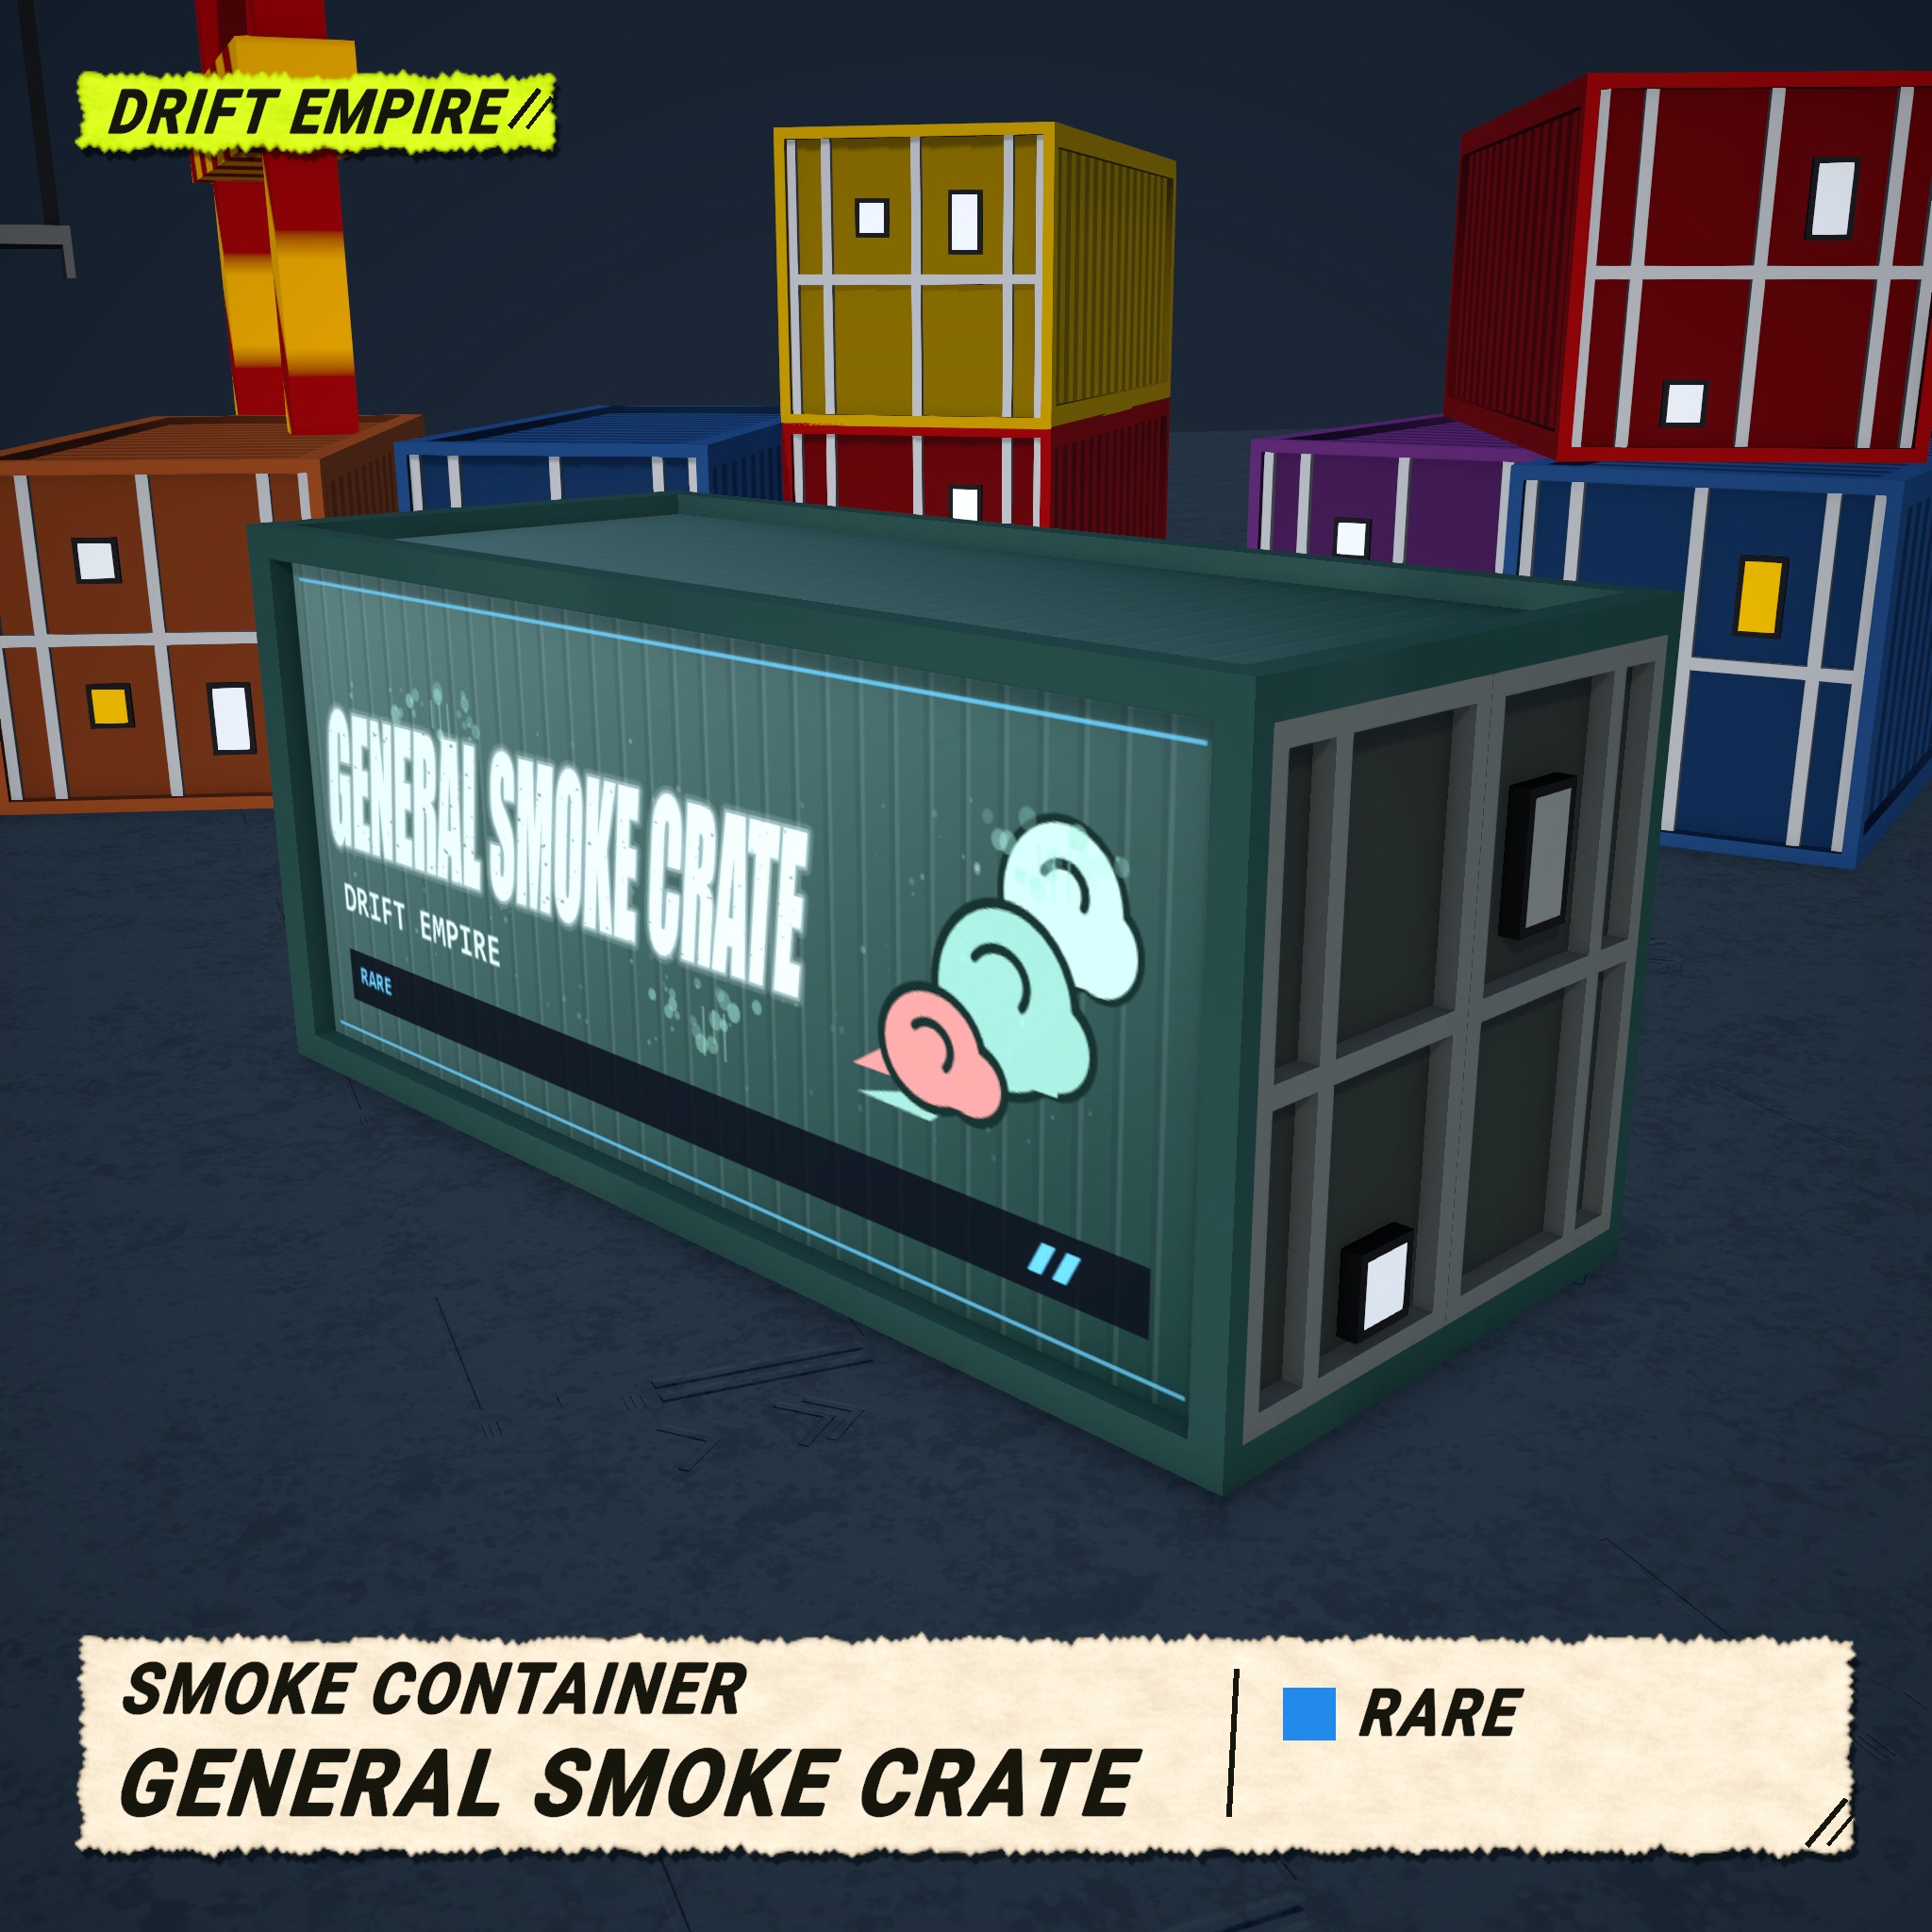 DRIFT EMPIRE//
GENERAL SMOKE CRATE
DRIFT EMPIRE
RARE
SMOKE CONTAINER
GENERAL SMOKE CRATE
RARE